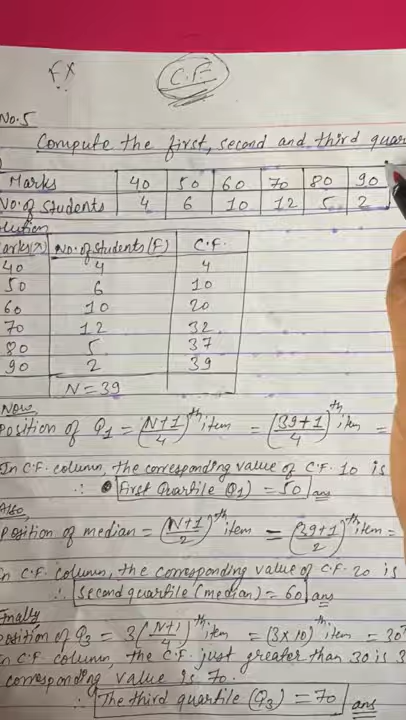 FX
C.F.
No.5
Compute the first, second and third quar
Marks 40 50 60 70 80 90
No. of Students 4 6 10 12 5 2
lution
arks(x) No. of Students (F) C.F.
40 4 4
50 6 10
60 10 20
70 12 32
80 5 37
90 2 39
N = 39
Now
Position of Q1 = (N+1/4)th item = (39+1/4)th item =
In C.F. column, the corresponding value of C.F. 10 is
∴ First Quartile (Q1) = 50 ans
Also,
Position of median = (N+1/2)th item = (39+1/2)th item =
In C.F. column, the corresponding value of C.F. 20 is
∴ Second quartile (median) = 60 ans
Finally
Position of Q3 = 3(N+1/4)th item = (3×10)th item = 30
In C.F. column, the C.F. just greater than 30 is 3
corresponding value is 70.
∴ The third quartile (Q3) = 70 ans